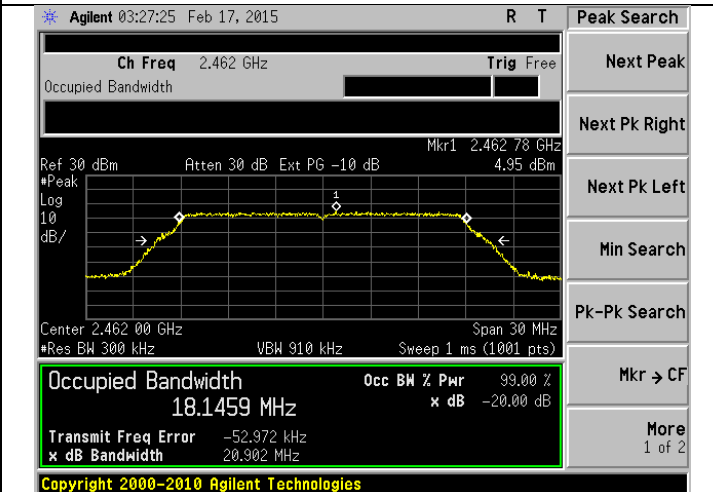 Agilent 03:27:25 Feb 17, 2015 R T
Peak Search
Ch Freq 2.462 GHz Trig Free
Occupied Bandwidth
Next Peak
Next Pk Right
Next Pk Left
Min Search
Pk-Pk Search
Mkr → CF
More
1 of 2
Mkr1 2.462 78 GHz
Ref 30 dBm Atten 30 dB Ext PG -10 dB 4.95 dBm
#Peak
Log
10
dB/
1
Center 2.462 00 GHz Span 30 MHz
#Res BW 300 kHz VBW 910 kHz Sweep 1 ms (1001 pts)
Occupied Bandwidth Occ BW % Pwr 99.00 %
18.1459 MHz x dB -20.00 dB
Transmit Freq Error -52.972 kHz
x dB Bandwidth 20.902 MHz
Copyright 2000-2010 Agilent Technologies